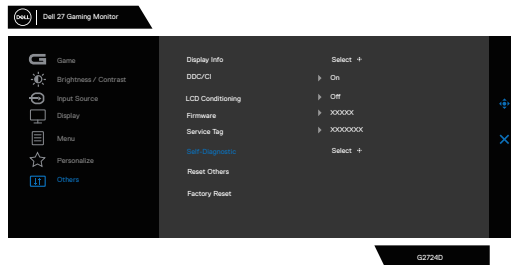 DELL Dell 27 Gaming Monitor
Game
Brightness / Contrast
Input Source
Display
Menu
Personalize
Others
Display Info Select +
DDC/CI On
LCD Conditioning Off
Firmware XXXXX
Service Tag XXXXXXX
Self-Diagnostic Select +
Reset Others
Factory Reset
G2724D